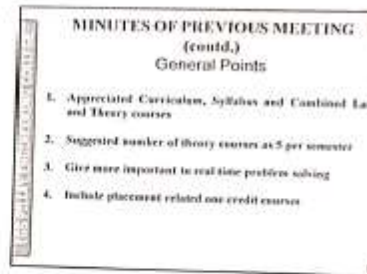 MINUTES OF PREVIOUS MEETING
(contd.)
General Points
1. Appreciated Curriculum, Syllabus and Combined La
and Theory courses
2. Suggested number of theory courses as 5 per semester
3. Give more important to real time problem solving
4. Include placement related one credit courses